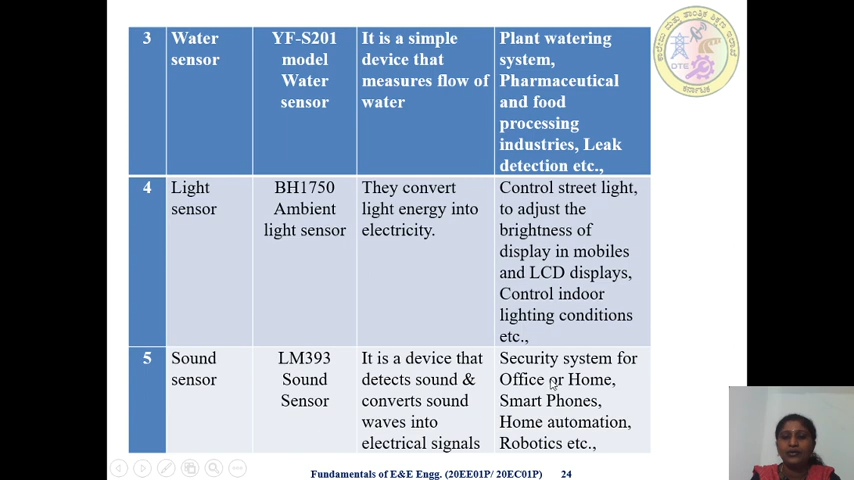 3
Water
sensor
YF-S201
model
Water
sensor
It is a simple
device that
measures flow of
water
Plant watering
system,
Pharmaceutical
and food
processing
industries, Leak
detection etc.,
4
Light
sensor
BH1750
Ambient
light sensor
They convert
light energy into
electricity.
Control street light,
to adjust the
brightness of
display in mobiles
and LCD displays,
Control indoor
lighting conditions
etc.,
5
Sound
sensor
LM393
Sound
Sensor
It is a device that
detects sound &
converts sound
waves into
electrical signals
Security system for
Office or Home,
Smart Phones,
Home automation,
Robotics etc.,
DTE
Fundamentals of E&E Engg. (20EE01P/ 20EC01P) 24